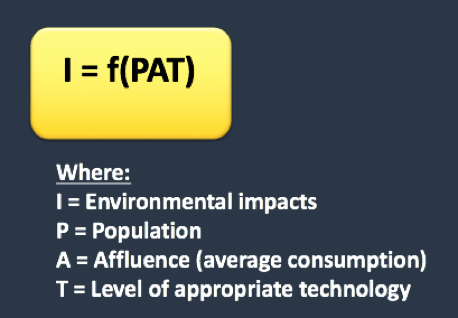 I = f(PAT)
Where:
I = Environmental impacts
P = Population
A = Affluence (average consumption)
T = Level of appropriate technology